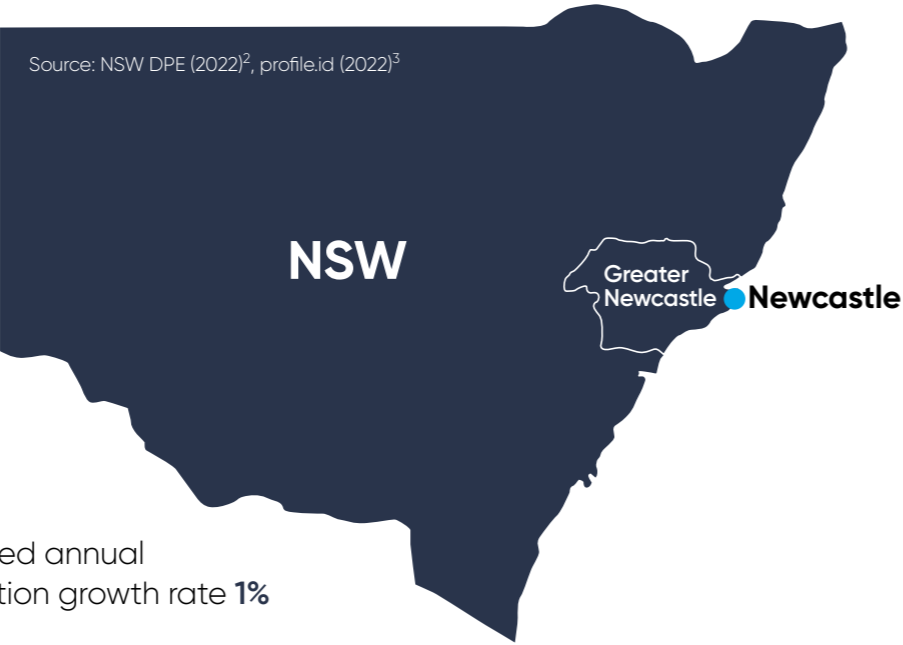 Source: NSW DPE (2022)2, profile.id (2022)3
NSW
Greater
Newcastle
Newcastle
ed annual
tion growth rate 1%